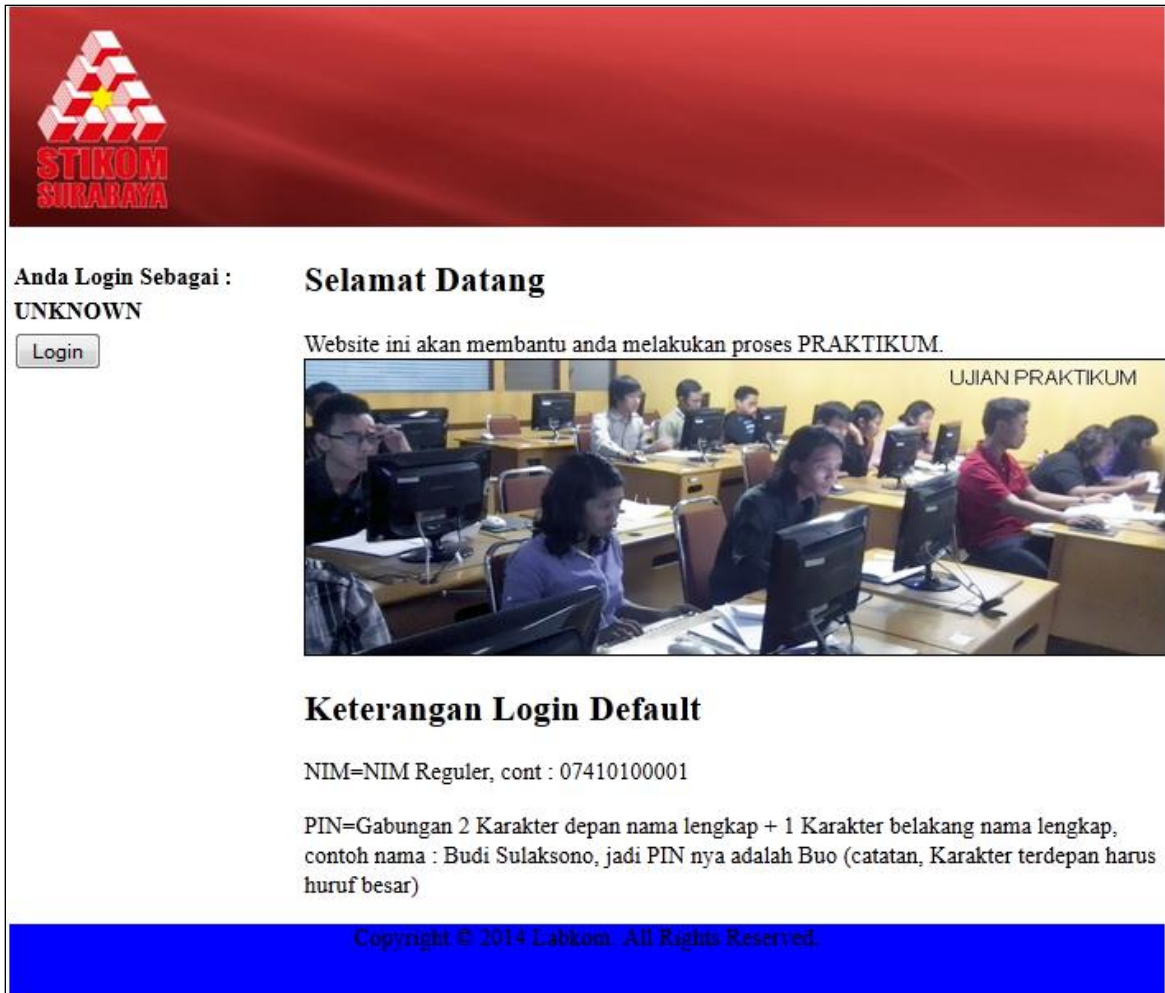 STIKOM
SURABAYA
Anda Login Sebagai :
UNKNOWN
Login
Selamat Datang
Website ini akan membantu anda melakukan proses PRAKTIKUM.
UJIAN PRAKTIKUM
Keterangan Login Default
NIM=NIM Reguler, cont : 07410100001
PIN=Gabungan 2 Karakter depan nama lengkap + 1 Karakter belakang nama lengkap,
contoh nama : Budi Sulaksono, jadi PIN nya adalah Buo (catatan, Karakter terdepan harus
huruf besar)
Copyright © 2014 Labkom. All Rights Reserved.